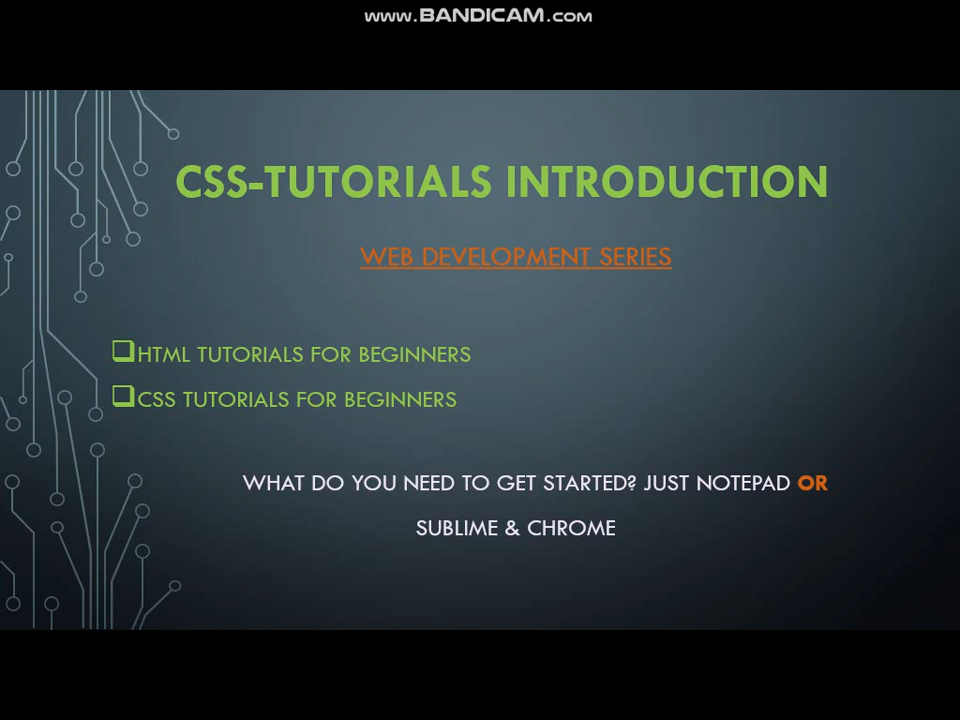 www.BANDICAM.com
CSS-TUTORIALS INTRODUCTION
WEB DEVELOPMENT SERIES
HTML TUTORIALS FOR BEGINNERS
CSS TUTORIALS FOR BEGINNERS
WHAT DO YOU NEED TO GET STARTED? JUST NOTEPAD OR
SUBLIME & CHROME